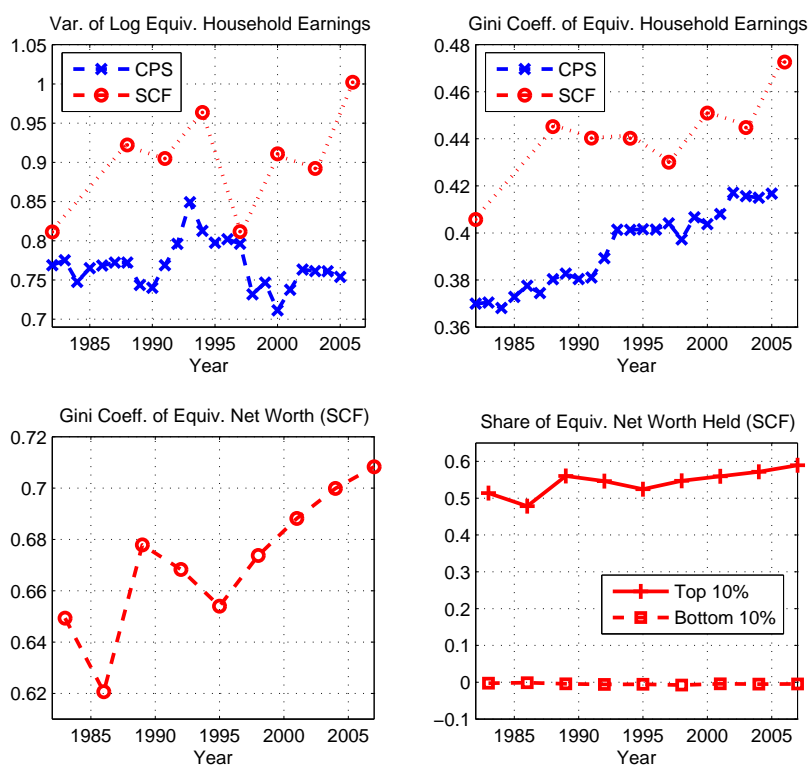 Var. of Log Equiv. Household Earnings
1.05
1
0.95
0.9
0.85
0.8
0.75
0.7
CPS
SCF
1985 1990 1995 2000 2005
Year
Gini Coeff. of Equiv. Household Earnings
0.48
0.46
0.44
0.42
0.4
0.38
0.36
CPS
SCF
1985 1990 1995 2000 2005
Year
Gini Coeff. of Equiv. Net Worth (SCF)
0.72
0.7
0.68
0.66
0.64
0.62
1985 1990 1995 2000 2005
Year
Share of Equiv. Net Worth Held (SCF)
0.6
0.5
0.4
0.3
0.2
0.1
0
−0.1
Top 10%
Bottom 10%
1985 1990 1995 2000 2005
Year